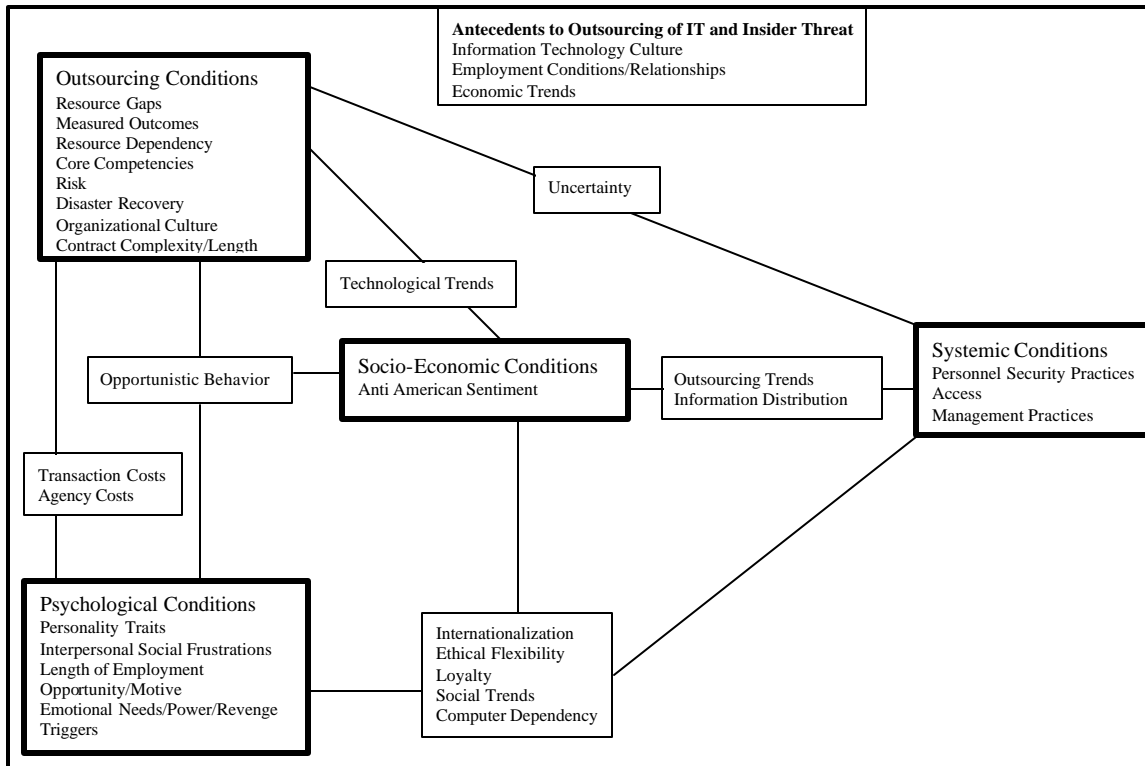 Antecedents to Outsourcing of IT and Insider Threat
Information Technology Culture
Employment Conditions/Relationships
Economic Trends
Outsourcing Conditions
Resource Gaps
Measured Outcomes
Resource Dependency
Core Competencies
Risk
Disaster Recovery
Organizational Culture
Contract Complexity/Length
Uncertainty
Technological Trends
Opportunistic Behavior
Socio-Economic Conditions
Anti American Sentiment
Outsourcing Trends
Information Distribution
Systemic Conditions
Personnel Security Practices
Access
Management Practices
Transaction Costs
Agency Costs
Psychological Conditions
Personality Traits
Interpersonal Social Frustrations
Length of Employment
Opportunity/Motive
Emotional Needs/Power/Revenge
Triggers
Internationalization
Ethical Flexibility
Loyalty
Social Trends
Computer Dependency